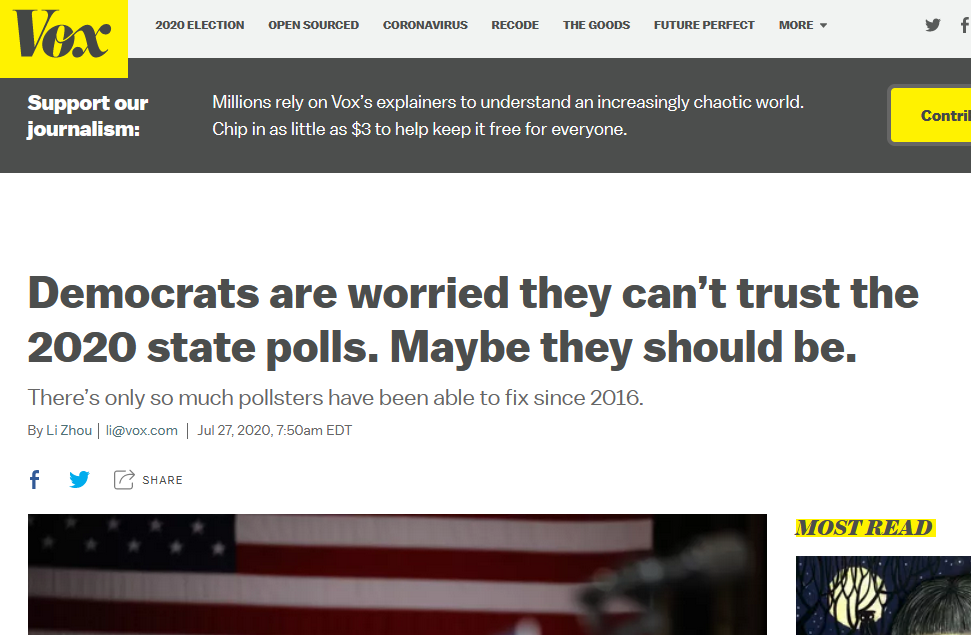 Vox
2020 ELECTION OPEN SOURCED CORONAVIRUS RECODE THE GOODS FUTURE PERFECT MORE
Support our
journalism:
Millions rely on Vox’s explainers to understand an increasingly chaotic world.
Chip in as little as $3 to help keep it free for everyone.
Contri
Democrats are worried they can’t trust the
2020 state polls. Maybe they should be.
There’s only so much pollsters have been able to fix since 2016.
By Li Zhou | li@vox.com | Jul 27, 2020, 7:50am EDT
SHARE
MOST READ